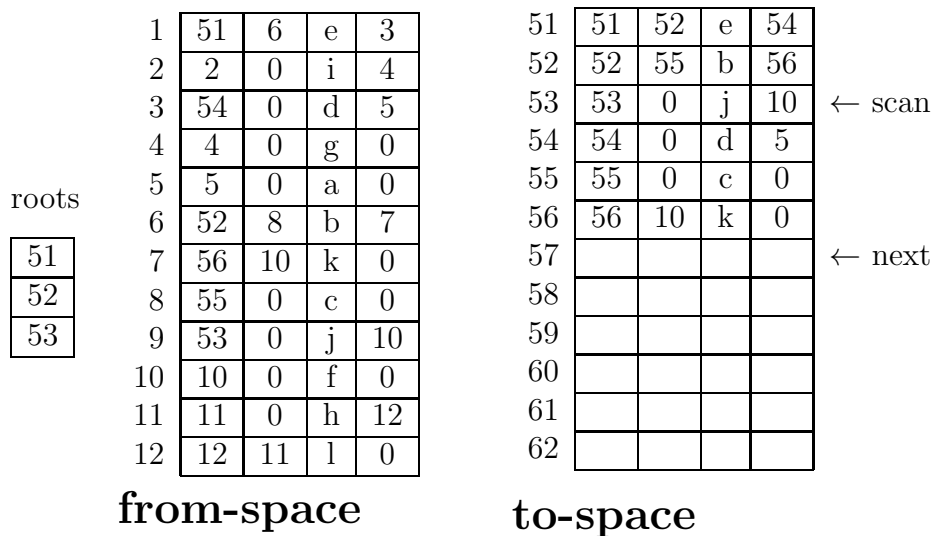 1 51 6 e 3
2 2 0 i 4
3 54 0 d 5
4 4 0 g 0
5 5 0 a 0
6 52 8 b 7
7 56 10 k 0
8 55 0 c 0
9 53 0 j 10
10 10 0 f 0
11 11 0 h 12
12 12 11 l 0
from-space
roots
51
52
53
51 51 52 e 54
52 52 55 b 56
53 53 0 j 10 ← scan
54 54 0 d 5
55 55 0 c 0
56 56 10 k 0
57 ← next
58
59
60
61
62
to-space